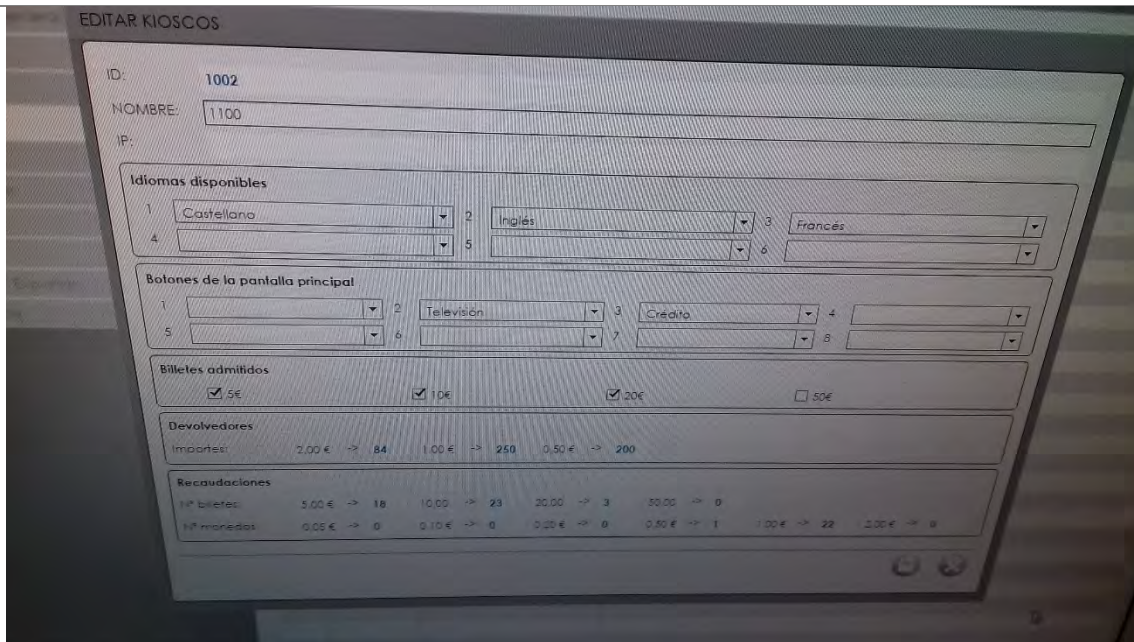 EDITAR KIOSCOS
ID: 1002
NOMBRE: 1100
IP:
Idiomas disponibles
1 Castellano 2 Inglés 3 Francés
4 5 6
Botones de la pantalla principal
1 2 Televisión 3 Crédito 4
5 6 7 8
Billetes admitidos
5€ 10€ 20€ 50€
Devolvedores
Importes: 2,00 € -> 84 1,00 € -> 250 0,50 € -> 200
Recaudaciones
Nº billetes: 5,00 € -> 18 10,00 -> 23 20,00 -> 3 50,00 -> 0
Nº monedas: 0,05 € -> 0 0,10 € -> 0 0,20 € -> 0 0,50 € -> 1 1,00 € -> 22 2,00 € -> 0